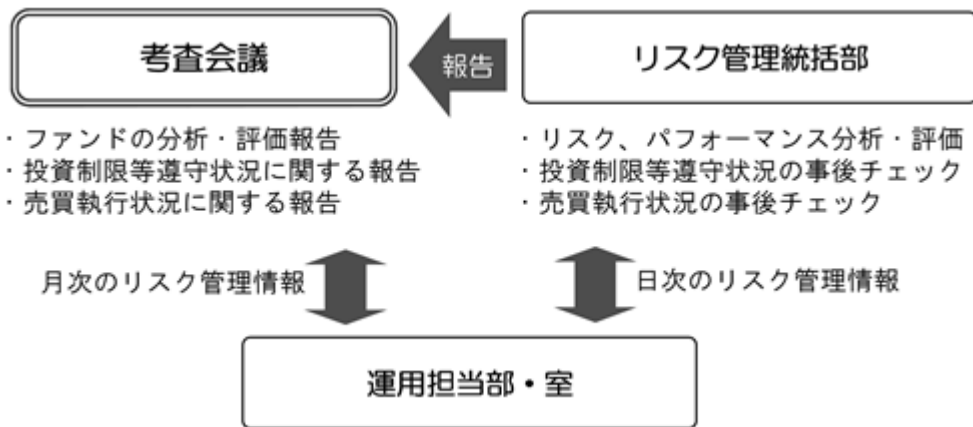 考査会議
報告
リスク管理統括部
・ファンドの分析・評価報告
・投資制限等遵守状況に関する報告
・売買執行状況に関する報告
・リスク、パフォーマンス分析・評価
・投資制限等遵守状況の事後チェック
・売買執行状況の事後チェック
月次のリスク管理情報
日次のリスク管理情報
運用担当部・室